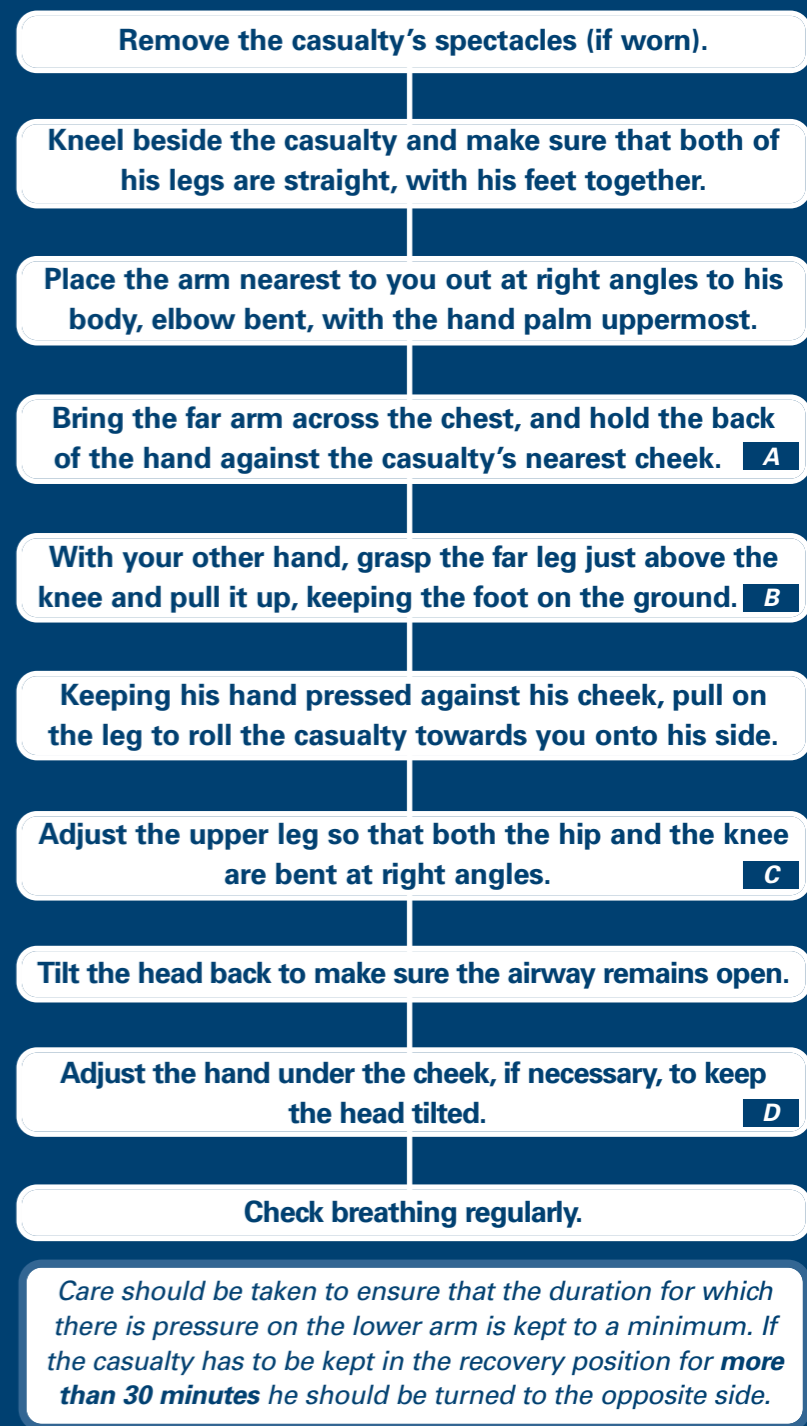 Remove the casualty's spectacles (if worn).
Kneel beside the casualty and make sure that both of
his legs are straight, with his feet together.
Place the arm nearest to you out at right angles to his
body, elbow bent, with the hand palm uppermost.
Bring the far arm across the chest, and hold the back
of the hand against the casualty's nearest cheek. A
With your other hand, grasp the far leg just above the
knee and pull it up, keeping the foot on the ground. B
Keeping his hand pressed against his cheek, pull on
the leg to roll the casualty towards you onto his side.
Adjust the upper leg so that both the hip and the knee
are bent at right angles. C
Tilt the head back to make sure the airway remains open.
Adjust the hand under the cheek, if necessary, to keep
the head tilted. D
Check breathing regularly.
Care should be taken to ensure that the duration for which
there is pressure on the lower arm is kept to a minimum. If
the casualty has to be kept in the recovery position for more
than 30 minutes he should be turned to the opposite side.